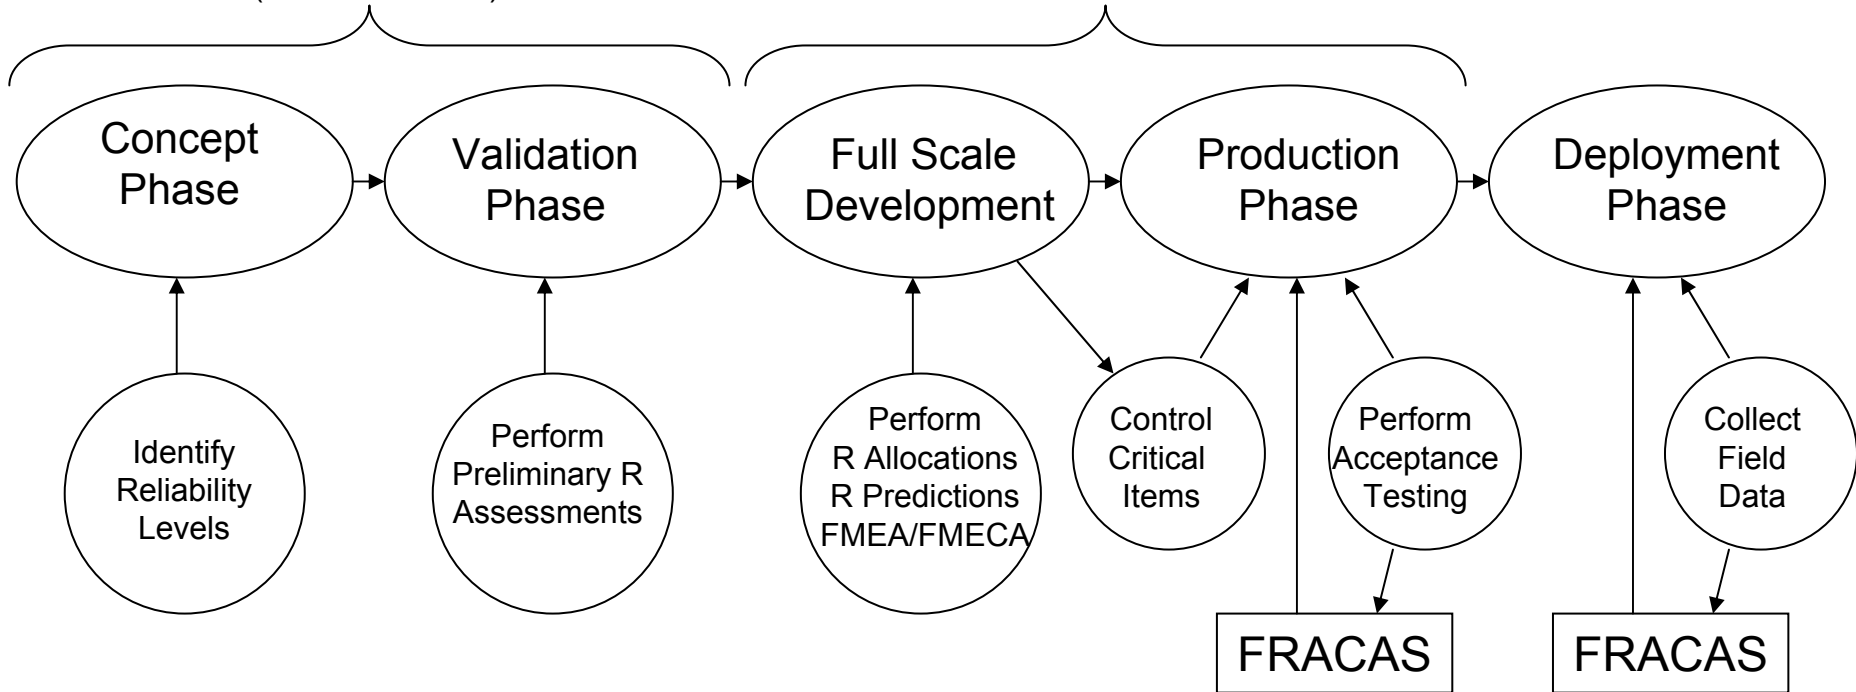 Concept
Phase
Validation
Phase
Full Scale
Development
Production
Phase
Deployment
Phase
Identify
Reliability
Levels
Perform
Preliminary R
Assessments
Perform
R Allocations
R Predictions
FMEA/FMECA
Control
Critical
Items
Perform
Acceptance
Testing
Collect
Field
Data
FRACAS
FRACAS